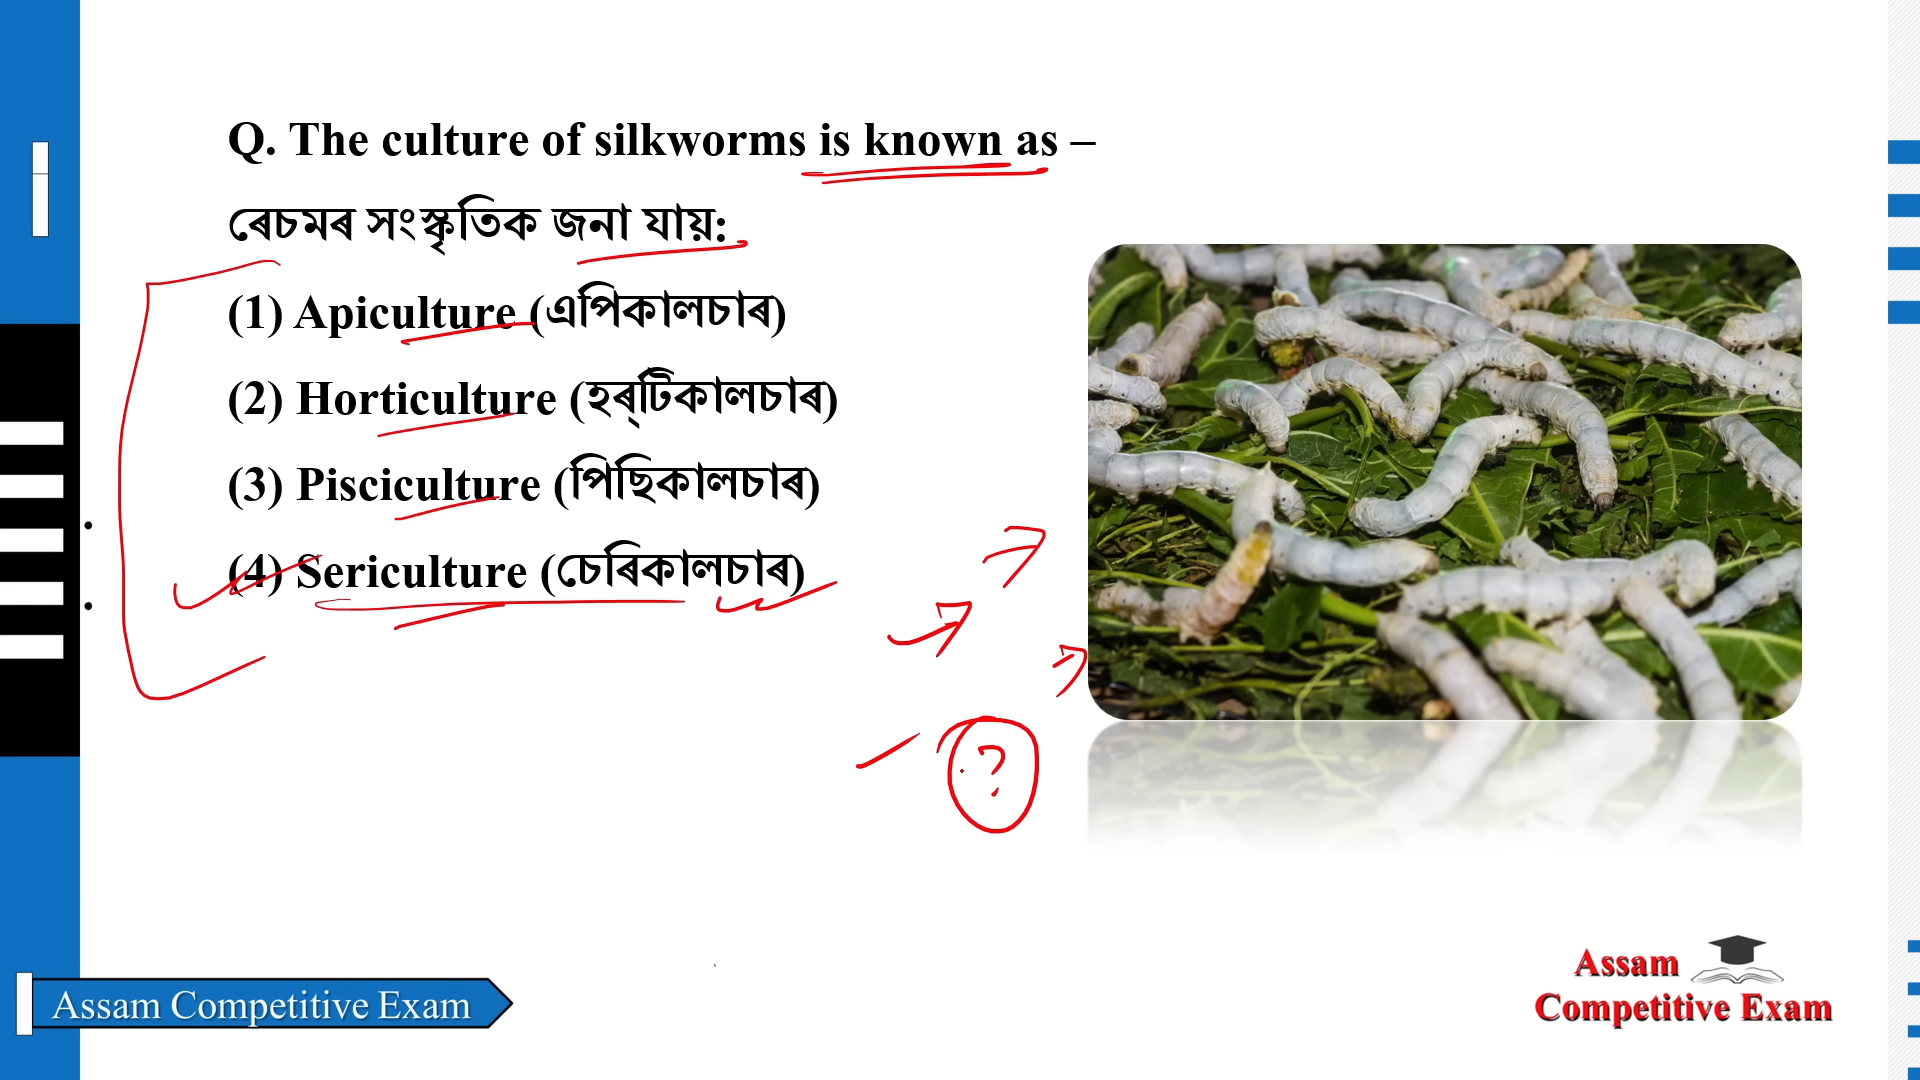 Q. The culture of silkworms is known as –
ৰেচমৰ সংস্কৃতিক জনা যায়:
(1) Apiculture (এপিকালচাৰ)
(2) Horticulture (হৰ্টিকালচাৰ)
(3) Pisciculture (পিছিকালচাৰ)
(4) Sericulture (চেৰিকালচাৰ)
?
Assam Competitive Exam
Assam
Competitive Exam